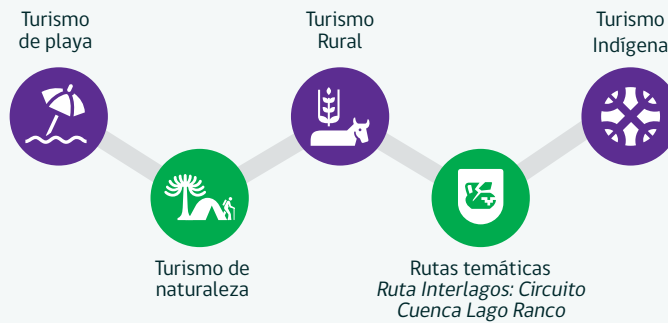 Turismo
de playa
Turismo
Rural
Turismo
Indígena
Turismo de
naturaleza
Rutas temáticas
Ruta Interlagos: Circuito
Cuenca Lago Ranco